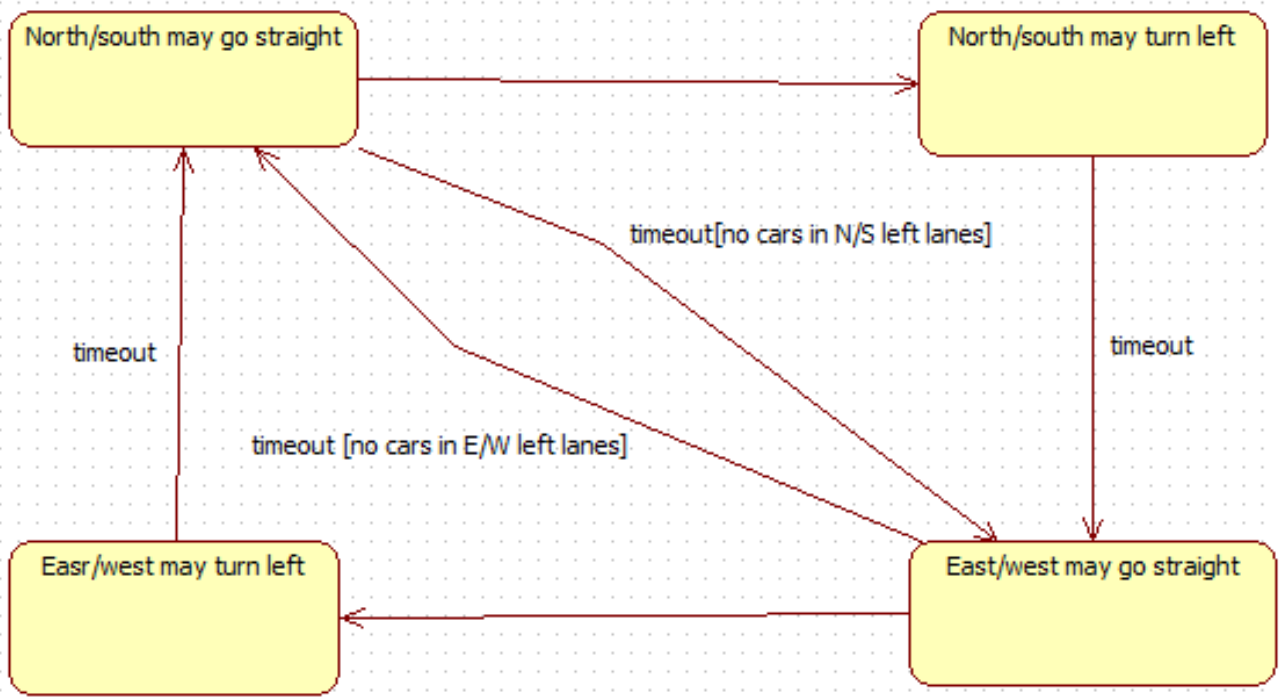 North/south may go straight
North/south may turn left
timeout[no cars in N/S left lanes]
timeout
timeout
timeout [no cars in E/W left lanes]
Easr/west may turn left
East/west may go straight